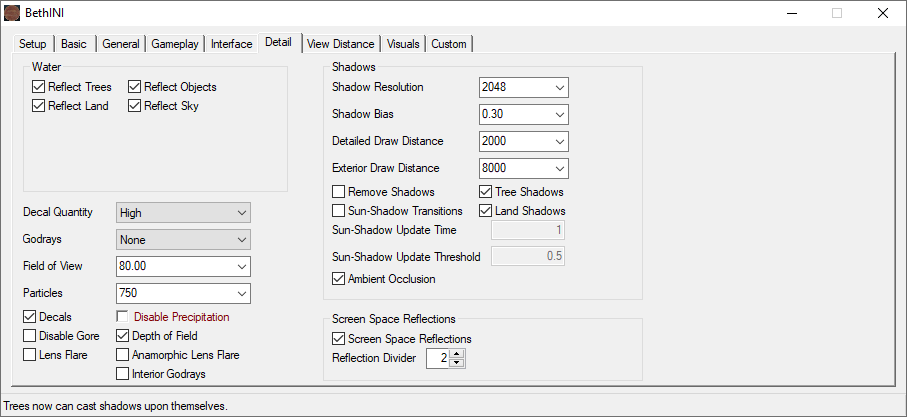 BethINI
Setup Basic General Gameplay Interface Detail View Distance Visuals Custom
Water
Reflect Trees Reflect Objects
Reflect Land Reflect Sky
Decal Quantity High
Godrays None
Field of View 80.00
Particles 750
Decals Disable Precipitation
Disable Gore Depth of Field
Lens Flare Anamorphic Lens Flare
Interior Godrays
Shadows
Shadow Resolution 2048
Shadow Bias 0.30
Detailed Draw Distance 2000
Exterior Draw Distance 8000
Remove Shadows Tree Shadows
Sun-Shadow Transitions Land Shadows
Sun-Shadow Update Time 1
Sun-Shadow Update Threshold 0.5
Ambient Occlusion
Screen Space Reflections
Screen Space Reflections
Reflection Divider 2
Trees now can cast shadows upon themselves.